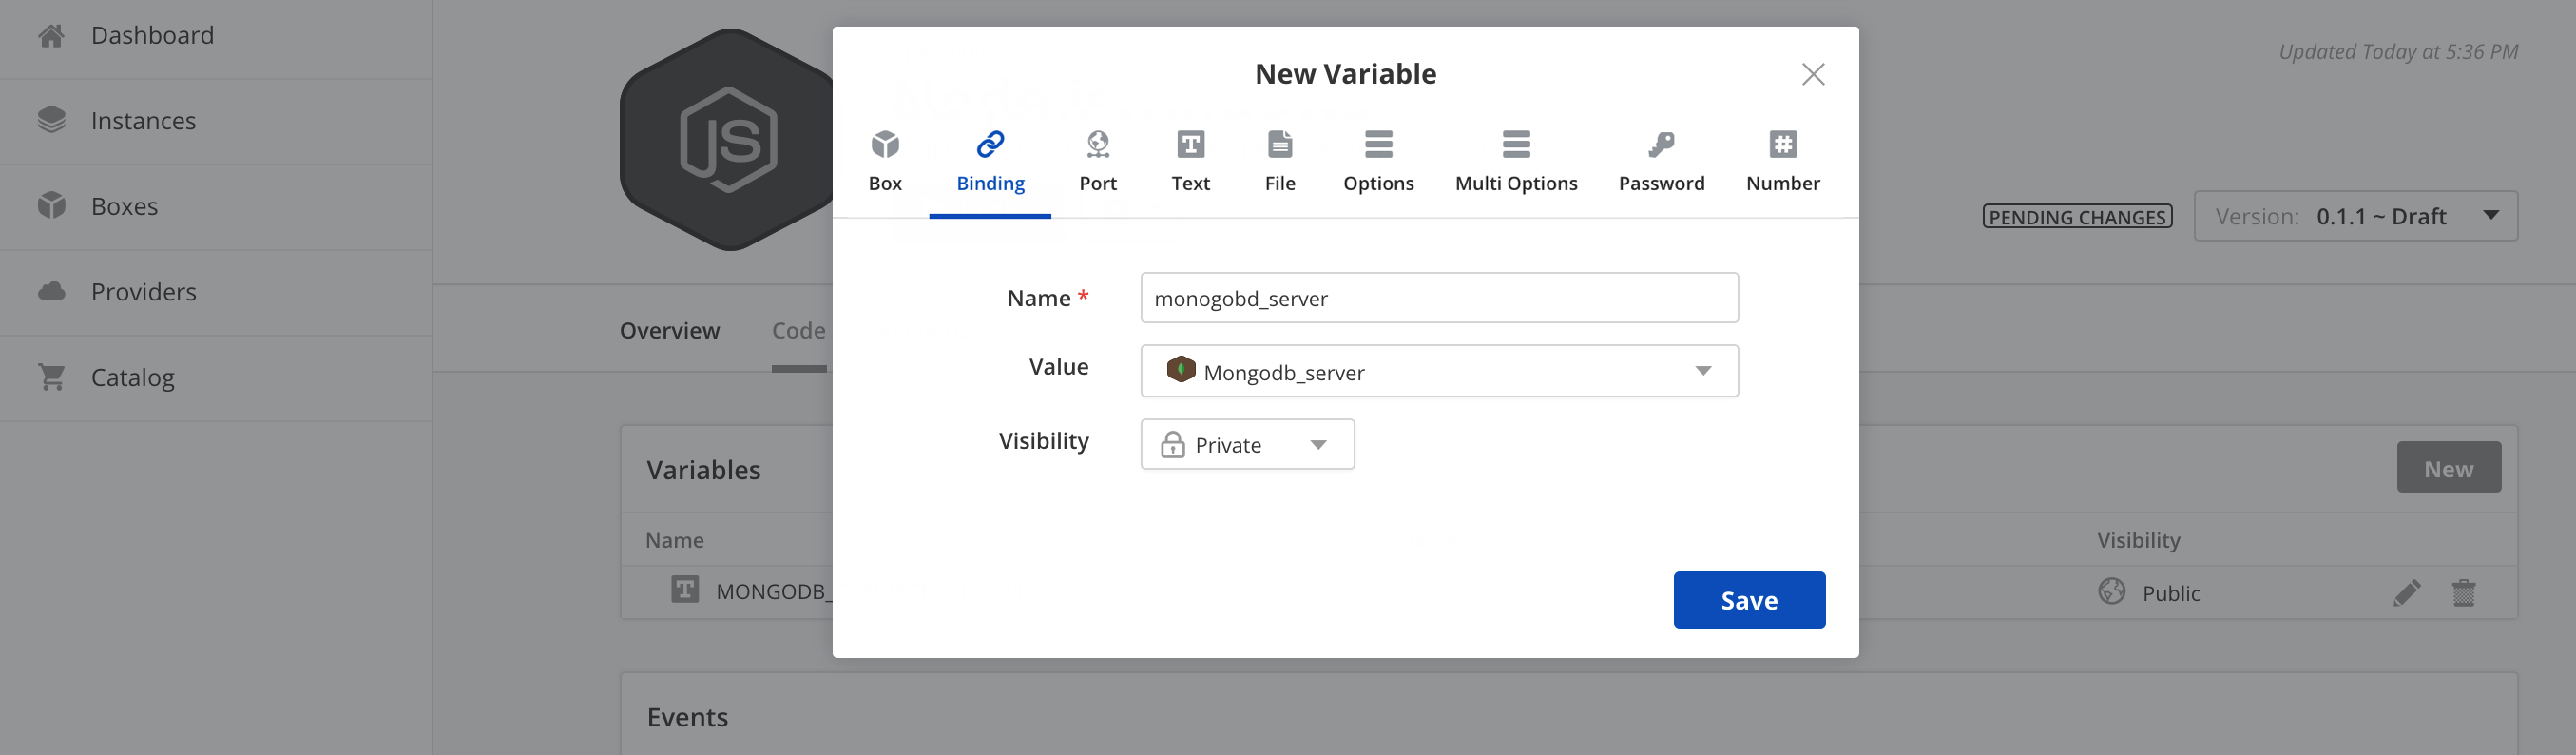 Dashboard
Instances
Boxes
Providers
Catalog
JS
Updated Today at 5:36 PM
PENDING CHANGES
Version: 0.1.1 ~ Draft
Overview Code
New Variable
Box Binding Port Text File Options Multi Options Password Number
Name *
monogobd_server
Value
Mongodb_server
Visibility
Private
Save
Variables
New
Name
Visibility
MONGODB_
Public
Events